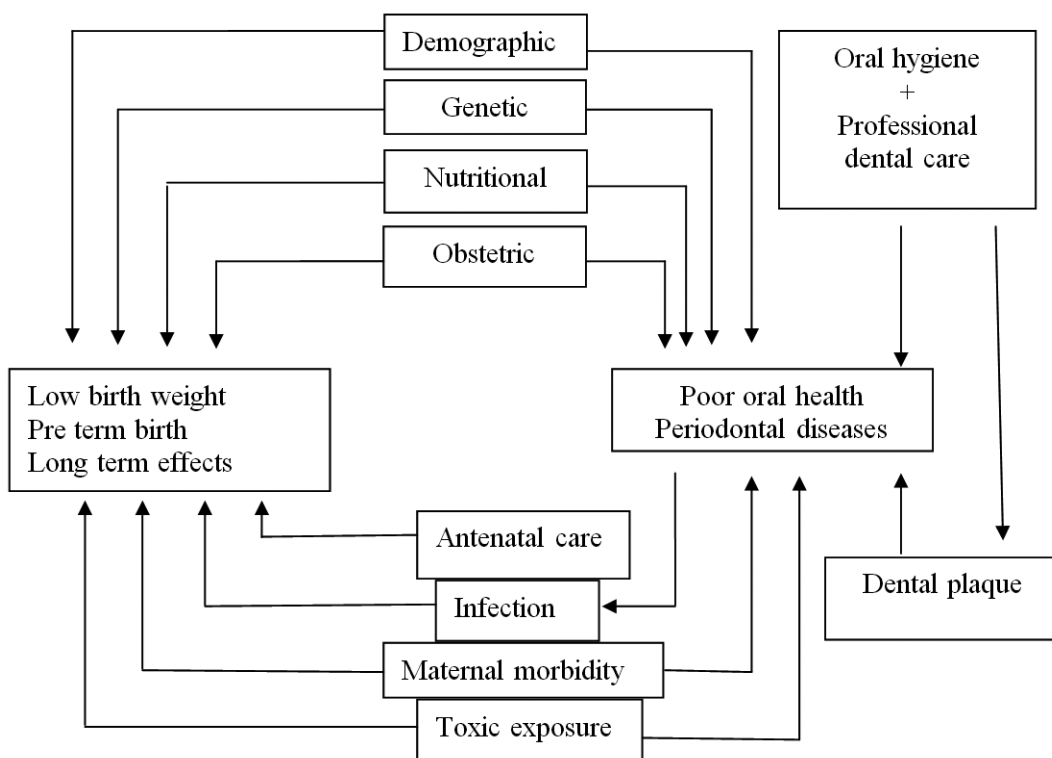 Demographic
Genetic
Nutritional
Obstetric
Oral hygiene
+
Professional
dental care
Low birth weight
Pre term birth
Long term effects
Poor oral health
Periodontal diseases
Antenatal care
Infection
Maternal morbidity
Toxic exposure
Dental plaque